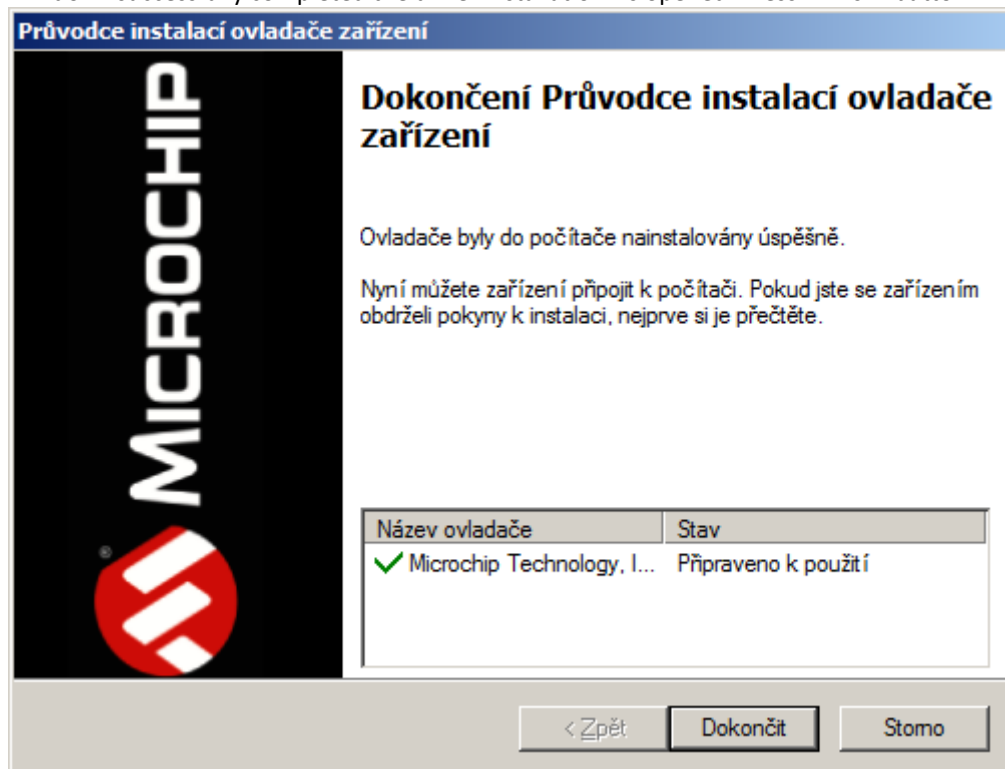 Průvodce instalací ovladače zařízení
MICROCHIP
®
Dokončení Průvodce instalací ovladače
zařízení
Ovladače byly do počítače nainstalovány úspěšně.
Nyní můžete zařízení připojit k počítači. Pokud jste se zařízením
obdrželi pokyny k instalaci, nejprve si je přečtěte.
Název ovladače Stav
Microchip Technology, I... Připraveno k použití
< Zpět Dokončit Storno